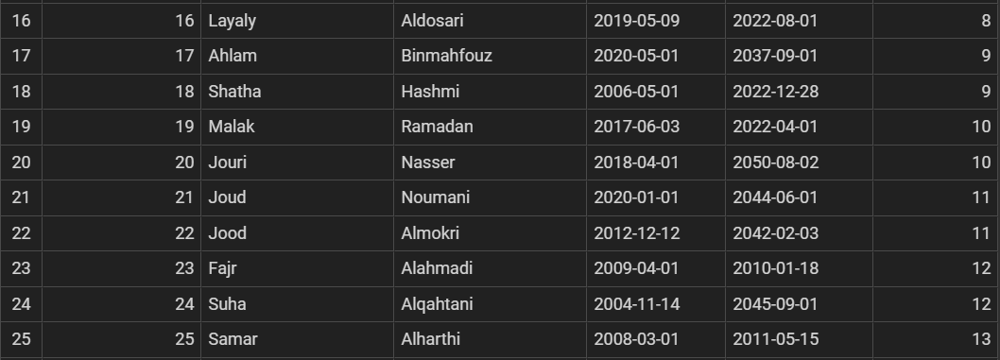 16 16 Layaly Aldosari 2019-05-09 2022-08-01 8
17 17 Ahlam Binmahfouz 2020-05-01 2037-09-01 9
18 18 Shatha Hashmi 2006-05-01 2022-12-28 9
19 19 Malak Ramadan 2017-06-03 2022-04-01 10
20 20 Jouri Nasser 2018-04-01 2050-08-02 10
21 21 Joud Noumani 2020-01-01 2044-06-01 11
22 22 Jood Almokri 2012-12-12 2042-02-03 11
23 23 Fajr Alahmadi 2009-04-01 2010-01-18 12
24 24 Suha Alqahtani 2004-11-14 2045-09-01 12
25 25 Samar Alharthi 2008-03-01 2011-05-15 13